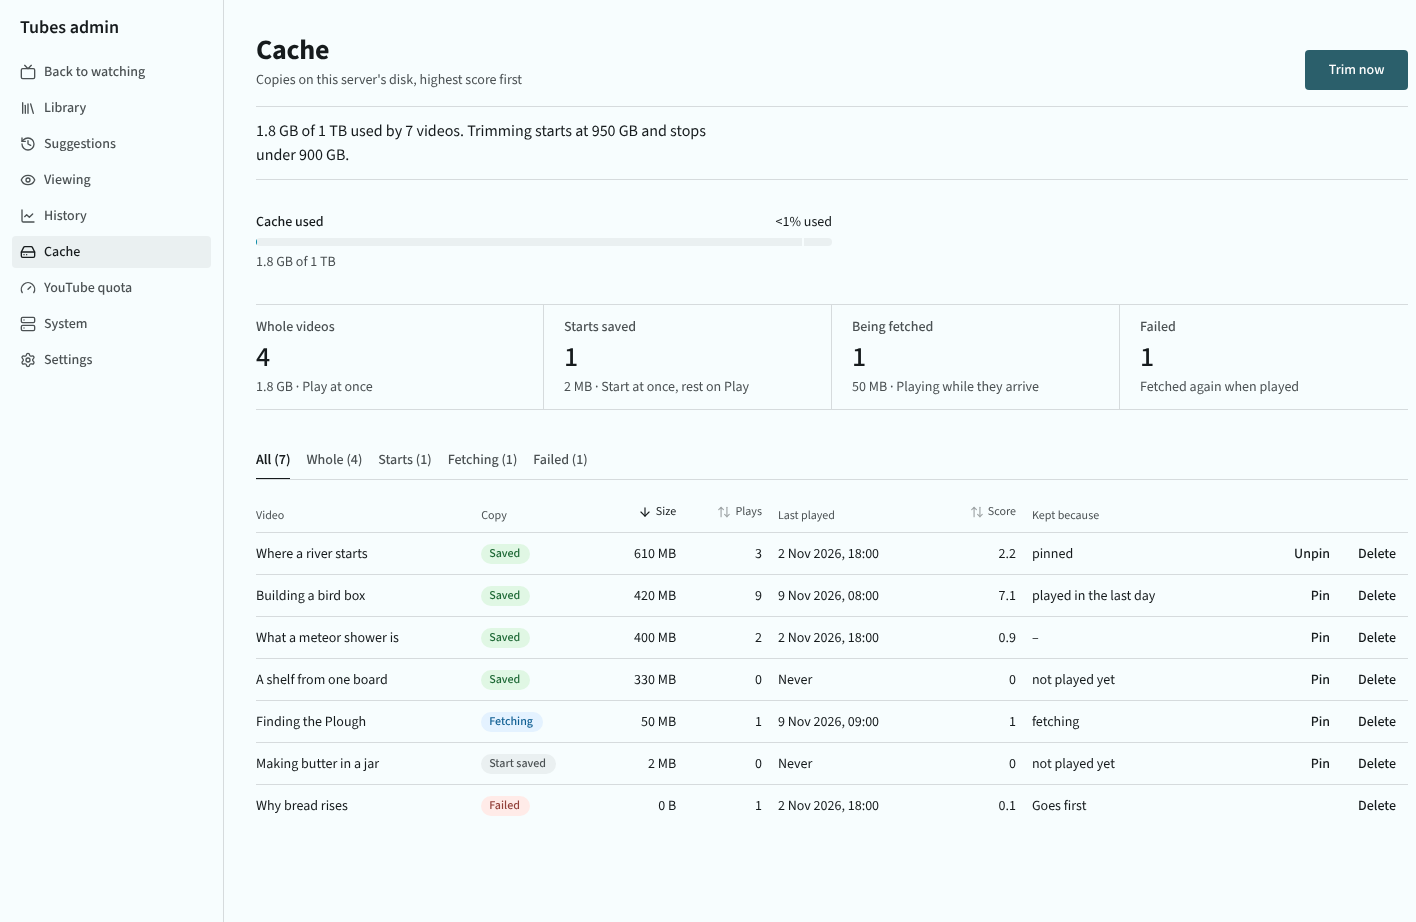 Tubes admin
Back to watching
Library
Suggestions
Viewing
History
Cache
YouTube quota
System
Settings
Cache
Copies on this server's disk, highest score first
Trim now
1.8 GB of 1 TB used by 7 videos. Trimming starts at 950 GB and stops
under 900 GB.
Cache used <1% used
1.8 GB of 1 TB
Whole videos
4
1.8 GB · Play at once
Starts saved
1
2 MB · Start at once, rest on Play
Being fetched
1
50 MB · Playing while they arrive
Failed
1
Fetched again when played
All (7) Whole (4) Starts (1) Fetching (1) Failed (1)
Video Copy Size Plays Last played Score Kept because
Where a river starts Saved 610 MB 3 2 Nov 2026, 18:00 2.2 pinned Unpin Delete
Building a bird box Saved 420 MB 9 9 Nov 2026, 08:00 7.1 played in the last day Pin Delete
What a meteor shower is Saved 400 MB 2 2 Nov 2026, 18:00 0.9 – Pin Delete
A shelf from one board Saved 330 MB 0 Never 0 not played yet Pin Delete
Finding the Plough Fetching 50 MB 1 9 Nov 2026, 09:00 1 fetching Pin Delete
Making butter in a jar Start saved 2 MB 0 Never 0 not played yet Pin Delete
Why bread rises Failed 0 B 1 2 Nov 2026, 18:00 0.1 Goes first Delete